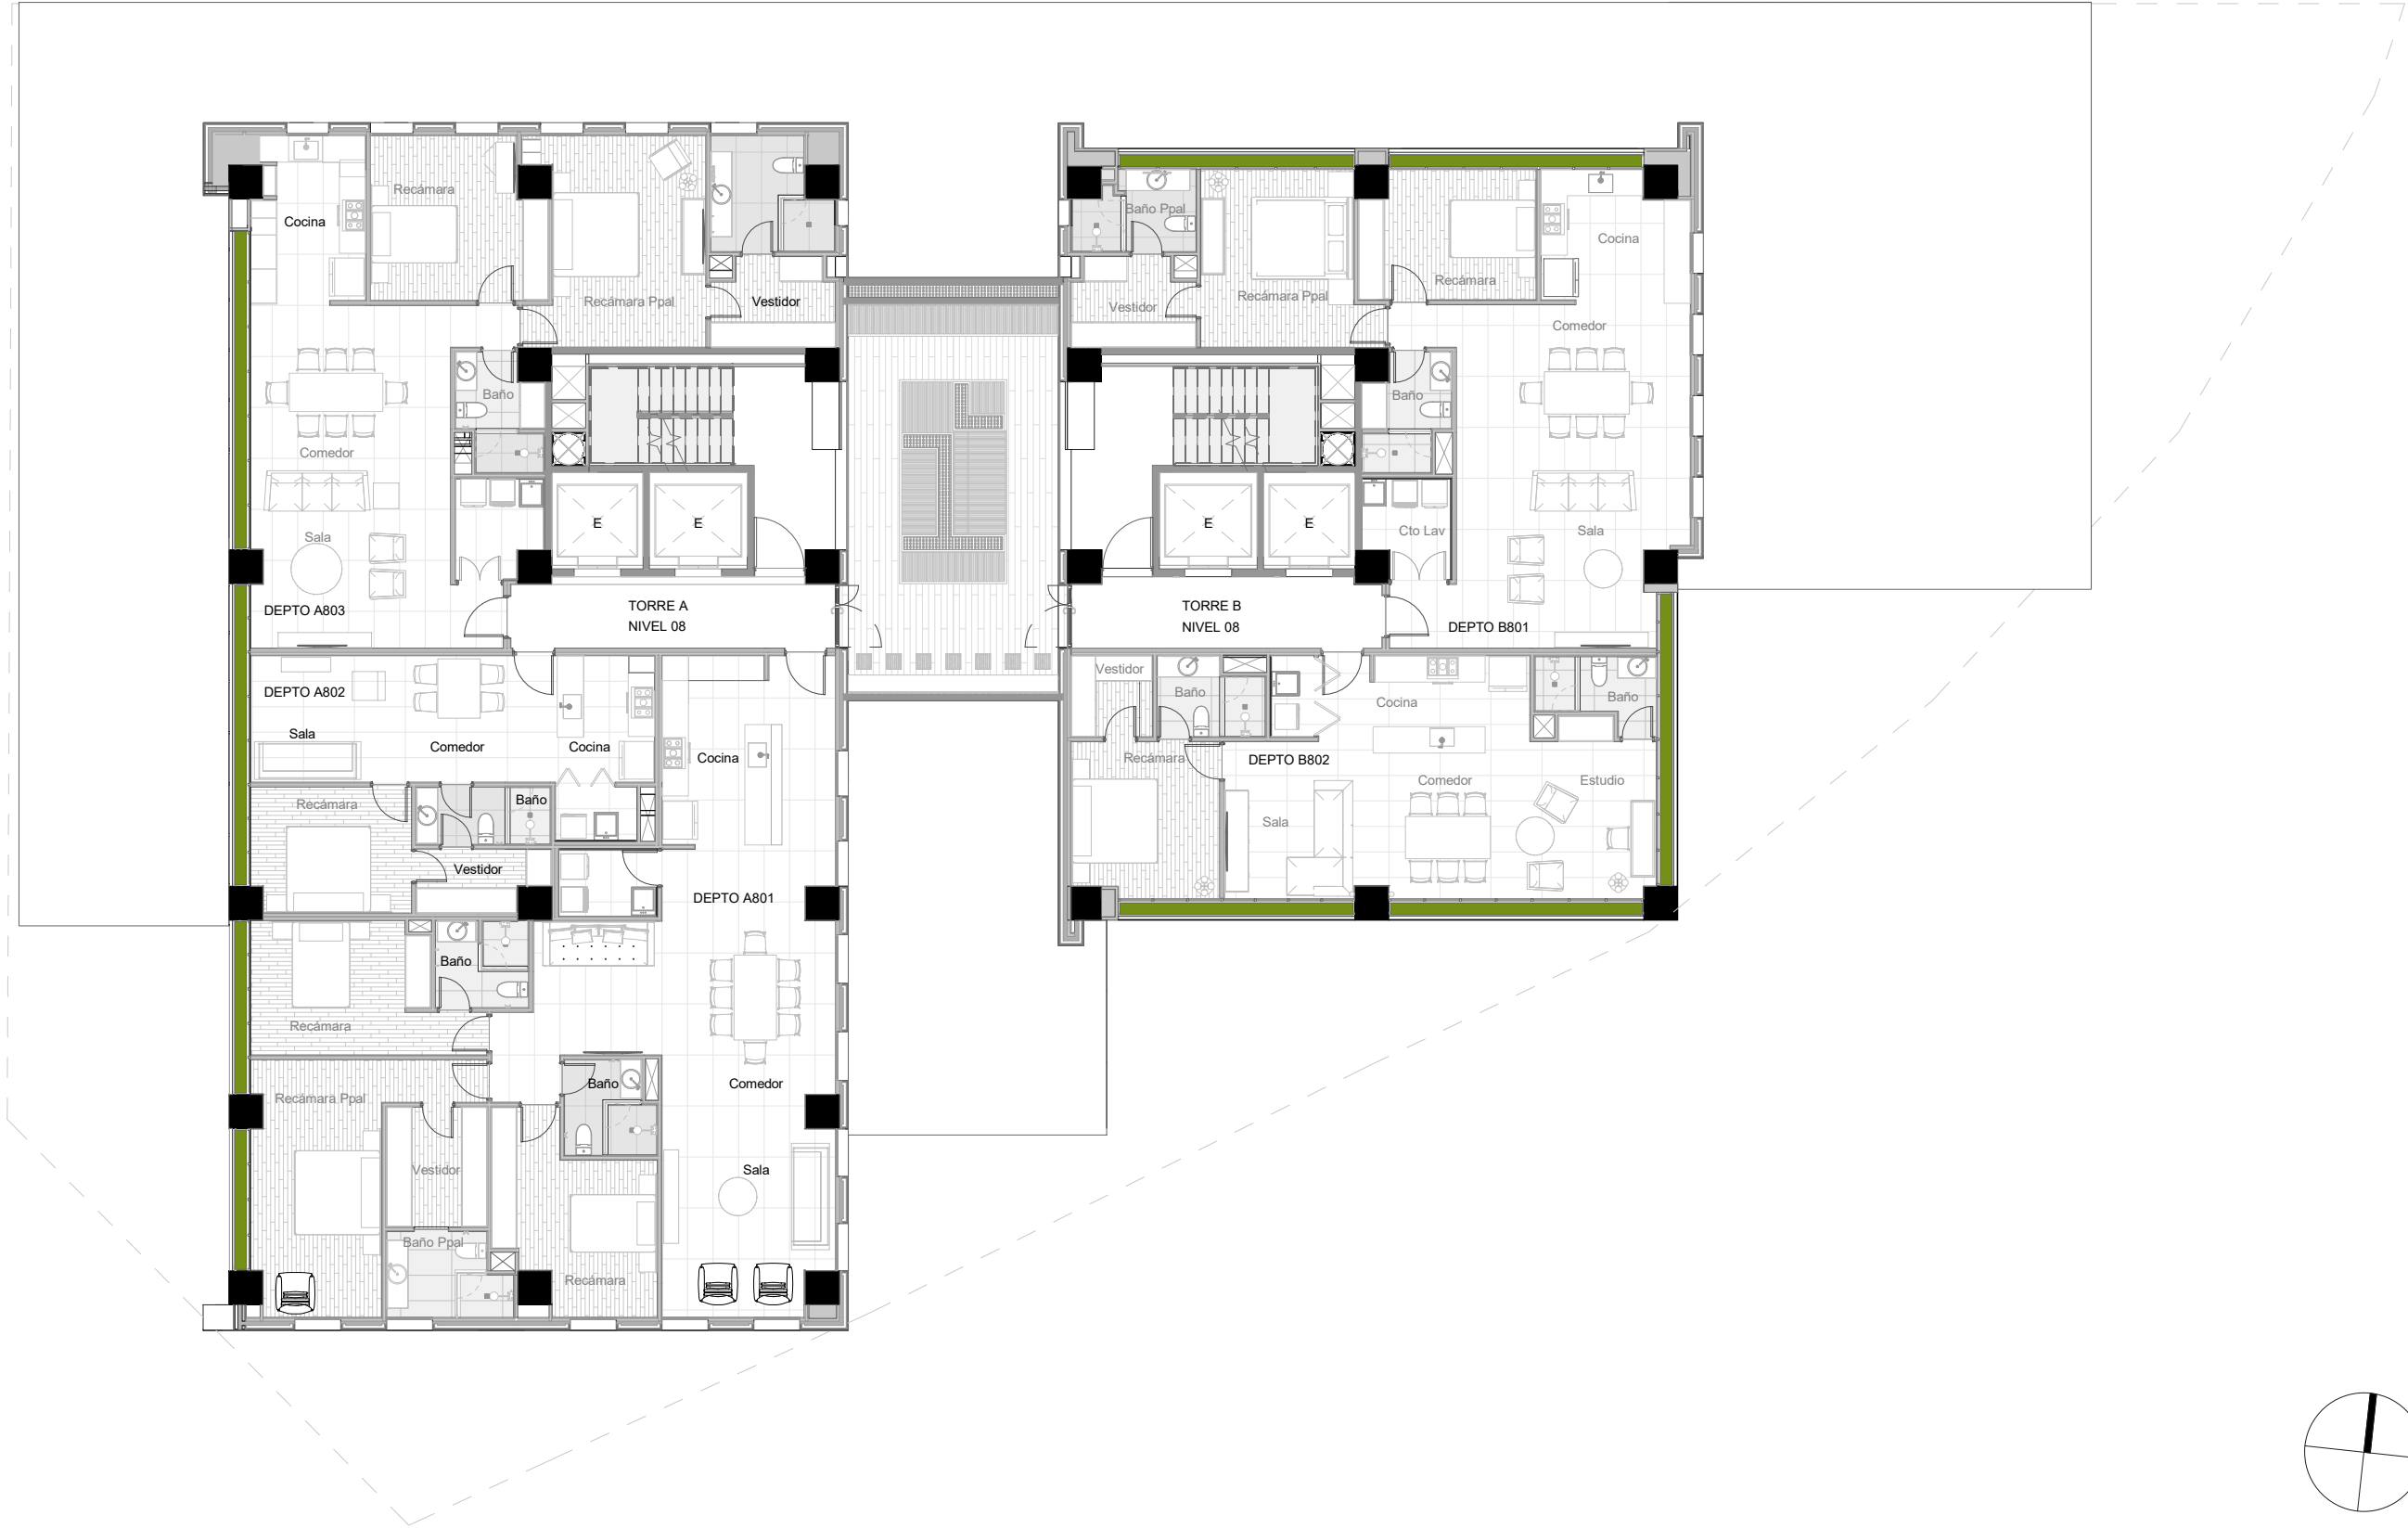 Recámara
Cocina
Recámara Ppal
Vestidor
Baño
Comedor
Sala
E
E
DEPTO A803
TORRE A
NIVEL 08
Baño Ppal
Vestidor
Recámara Ppal
Recámara
Cocina
Comedor
Baño
Cto Lav
Sala
E
E
TORRE B
NIVEL 08
DEPTO B801
DEPTO A802
Sala
Comedor
Cocina
Cocina
Recámara
Baño
Vestidor
DEPTO A801
Baño
Recámara
Baño
Comedor
Recámara Ppal
Vestidor
Sala
Baño Ppal
Recámara
Vestidor
Baño
Cocina
Baño
Recámara
DEPTO B802
Comedor
Estudio
Sala